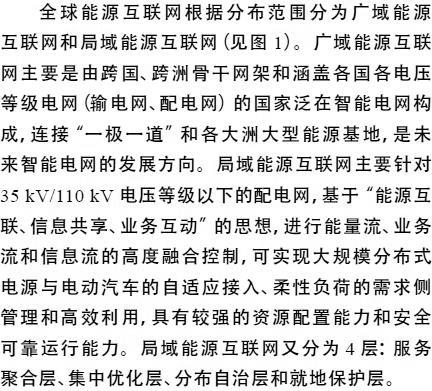 全球能源互联网根据分布范围分为广域能源
互联网和局域能源互联网(见图 1)。广域能源互联
网主要是由跨国、跨洲骨干网架和涵盖各国各电压
等级电网(输电网、配电网) 的国家泛在智能电网构
成, 连接 “一极一道” 和各大洲大型能源基地, 是未
来智能电网的发展方向。局域能源互联网主要针对
35 kV/110 kV 电压等级以下的配电网, 基于 “能源互
联、信息共享、业务互动” 的思想, 进行能量流、业务
流和信息流的高度融合控制, 可实现大规模分布式
电源与电动汽车的自适应接入、柔性负荷的需求侧
管理和高效利用, 具有较强的资源配置能力和安全
可靠运行能力。局域能源互联网又分为 4 层: 服务
聚合层、集中优化层、分布自治层和就地保护层。